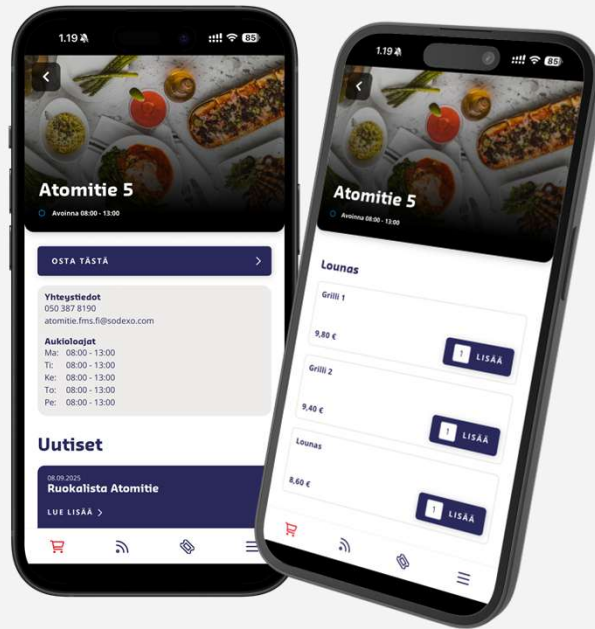 1.19
85
Atomitie 5
Avoinna 08:00 - 13:00
OSTA TÄSTÄ
Yhteystiedot
050 387 8190
atomitie.fms.fi@sodexo.com
Aukioloajat
Ma: 08:00 - 13:00
Ti: 08:00 - 13:00
Ke: 08:00 - 13:00
To: 08:00 - 13:00
Pe: 08:00 - 13:00
Uutiset
08.09.2025
Ruokalista Atomitie
LUE LISÄÄ
1.19
85
Atomitie 5
Avoinna 08:00 - 13:00
Lounas
Grilli 1
9,80 €
1 LISÄÄ
Grilli 2
9,40 €
1 LISÄÄ
Lounas
8,60 €
1 LISÄÄ